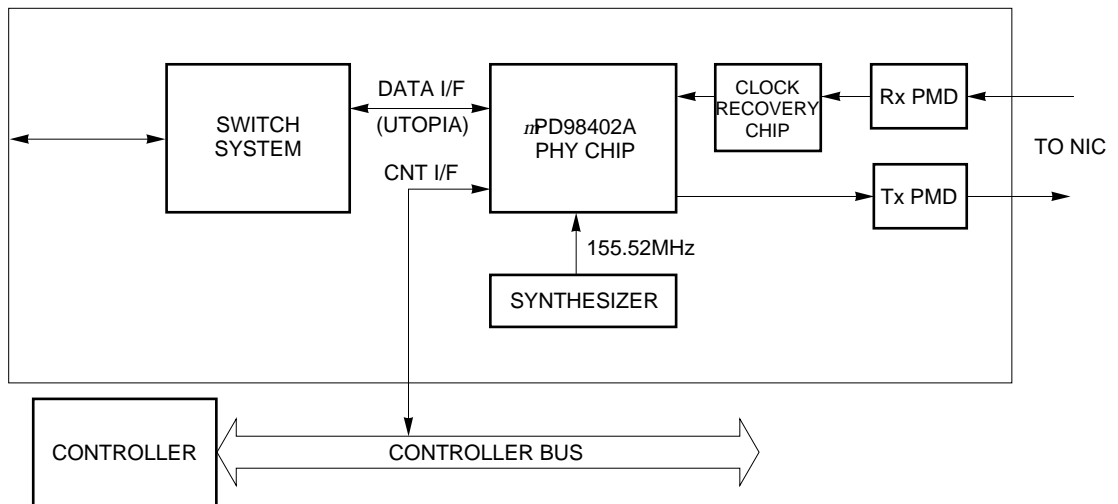 SWITCH
SYSTEM
DATA I/F
(UTOPIA)
CNT I/F
mPD98402A
PHY CHIP
CLOCK
RECOVERY
CHIP
Rx PMD
TO NIC
Tx PMD
155.52MHz
SYNTHESIZER
CONTROLLER
CONTROLLER BUS